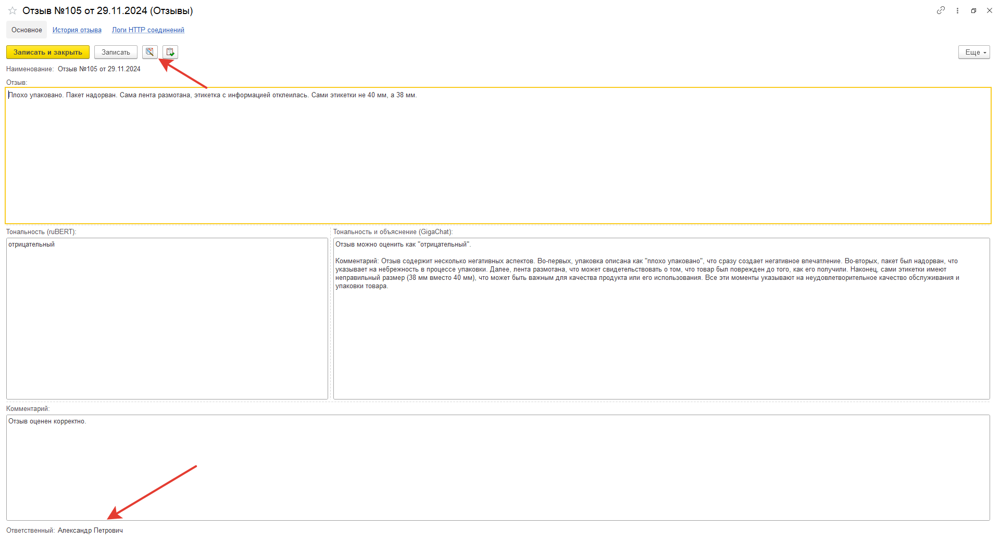 Отзыв №105 от 29.11.2024 (Отзывы)
Основное История отзыва Логи HTTP соединений
Записать и закрыть Записать Еще
Наименование: Отзыв №105 от 29.11.2024
Отзыв:
Плохо упаковано. Пакет надорван. Сама лента размотана, этикетка с информацией отклеилась. Сами этикетки не 40 мм, а 38 мм.
Тональность (ruBERT):
отрицательный
Тональность и объяснение (GigaChat):
Отзыв можно оценить как "отрицательный".
Комментарий: Отзыв содержит несколько негативных аспектов. Во-первых, упаковка описана как "плохо упаковано", что сразу создает негативное впечатление. Во-вторых, пакет был надорван, что
указывает на небрежность в процессе упаковки. Далее, лента размотана, что может свидетельствовать о том, что товар был поврежден до того, как его получили. Наконец, сами этикетки имеют
неправильный размер (38 мм вместо 40 мм), что может быть важным для качества продукта или его использования. Все эти моменты указывают на неудовлетворительное качество обслуживания и
упаковки товара.
Комментарий:
Отзыв оценен корректно.
Ответственный: Александр Петрович